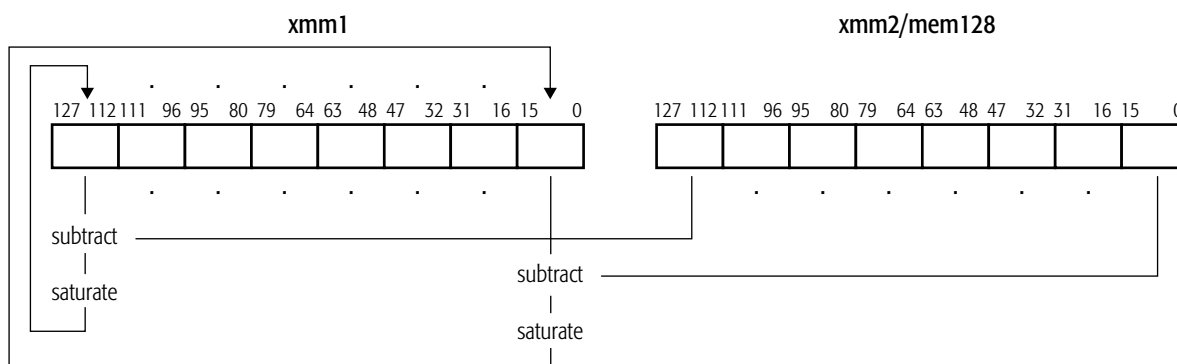 xmm1 xmm2/mem128
127 112 111 96 95 80 79 64 63 48 47 32 31 16 15 0 127 112 111 96 95 80 79 64 63 48 47 32 31 16 15 0
subtract
subtract
saturate
saturate